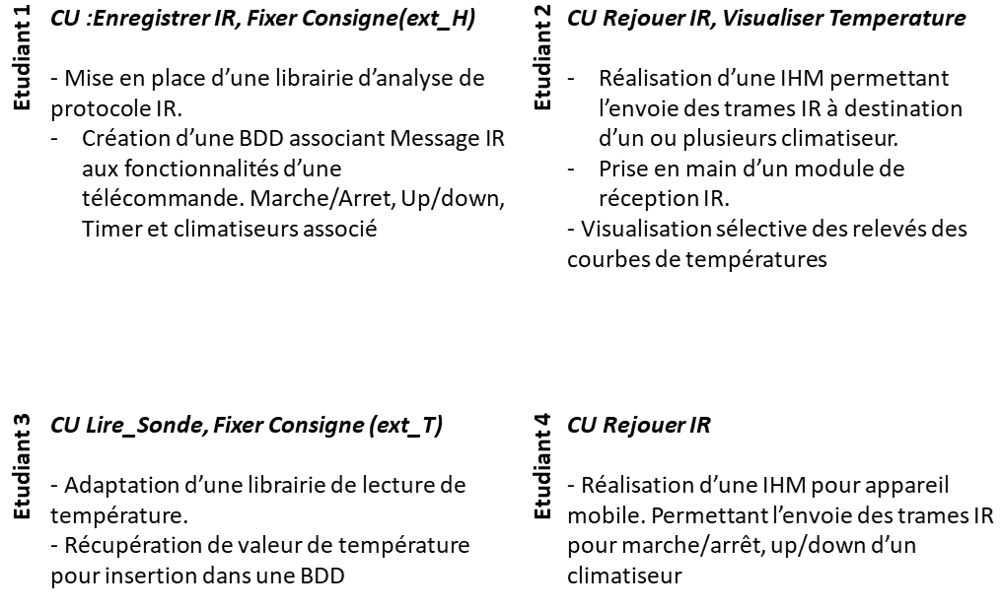 Etudiant 1
CU :Enregistrer IR, Fixer Consigne(ext_H)
- Mise en place d’une librairie d’analyse de
protocole IR.
- Création d’une BDD associant Message IR
aux fonctionnalités d’une
télécommande. Marche/Arret, Up/down,
Timer et climatiseurs associé
Etudiant 2
CU Rejouer IR, Visualiser Temperature
- Réalisation d’une IHM permettant
l’envoie des trames IR à destination
d’un ou plusieurs climatiseur.
- Prise en main d’un module de
réception IR.
- Visualisation sélective des relevés des
courbes de températures
Etudiant 3
CU Lire_Sonde, Fixer Consigne (ext_T)
- Adaptation d’une librairie de lecture de
température.
- Récupération de valeur de température
pour insertion dans une BDD
Etudiant 4
CU Rejouer IR
- Réalisation d’une IHM pour appareil
mobile. Permettant l’envoie des trames IR
pour marche/arrêt, up/down d’un
climatiseur